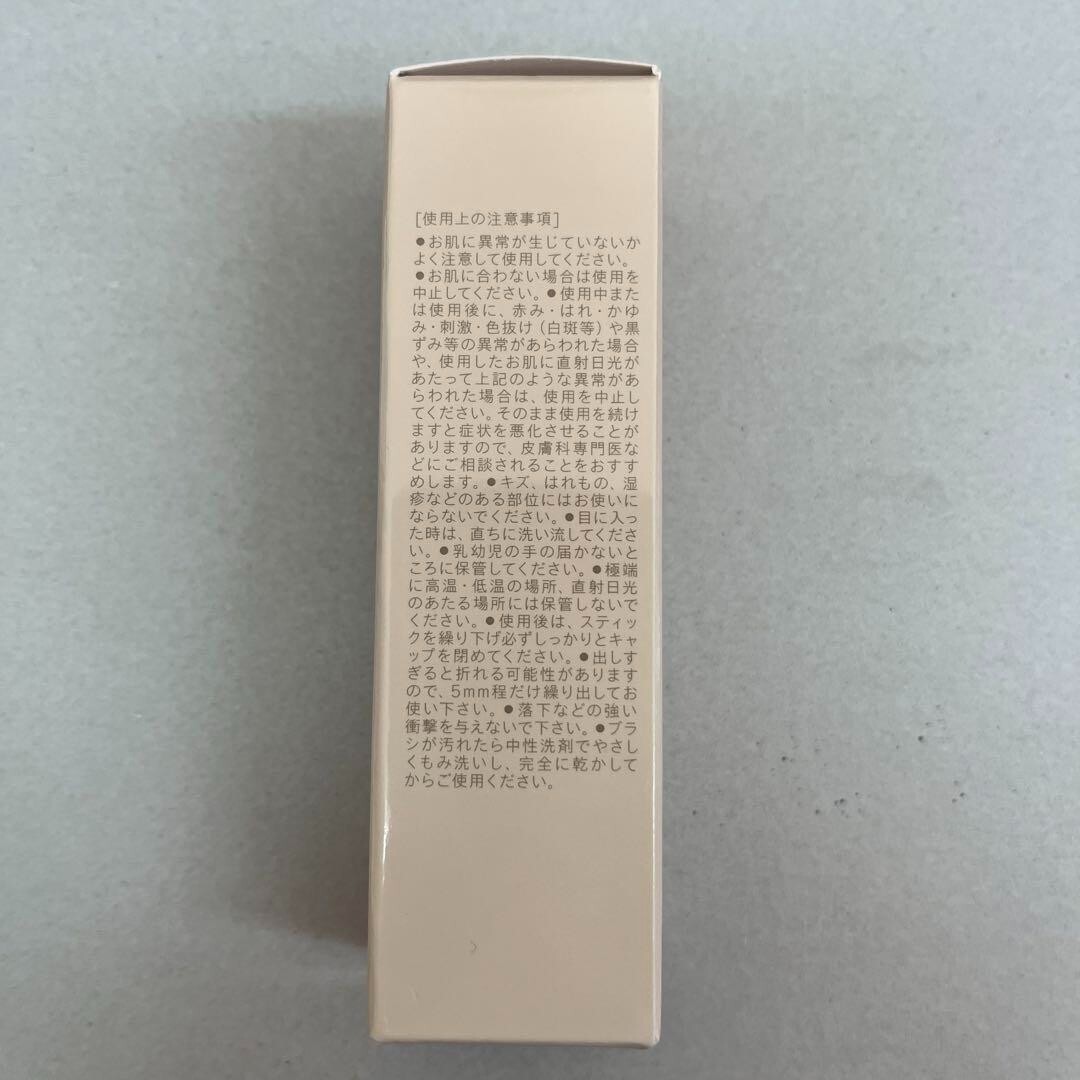 [使用上の注意事項]
●お肌に異常が生じていないか
よく注意して使用してください。
●お肌に合わない場合は使用を
中止してください。●使用中また
は使用後に、赤み・はれ・かゆ
み・刺激・色抜け(白斑等)や黒
ずみ等の異常があらわれた場合
や、使用したお肌に直射日光が
あたって上記のような異常があ
らわれた場合は、使用を中止し
てください。そのまま使用を続け
ますと症状を悪化させることが
ありますので、皮膚科専門医な
どにご相談されることをおすす
めします。●キズ、はれもの、湿
疹などのある部位にはお使いに
ならないでください。●目に入っ
た時は、直ちに洗い流してくださ
い。●乳幼児の手の届かないと
ころに保管してください。●極端
に高温・低温の場所、直射日光
のあたる場所には保管しないで
ください。●使用後は、スティッ
クを繰り下げ必ずしっかりとキャ
ップを閉めてください。●出しす
ぎると折れる可能性があります
ので、5mm程だけ繰り出してお
使い下さい。●落下などの強い
衝撃を与えないで下さい。●ブラ
シが汚れたら中性洗剤でやさし
くもみ洗いし、完全に乾かして
からご使用ください。